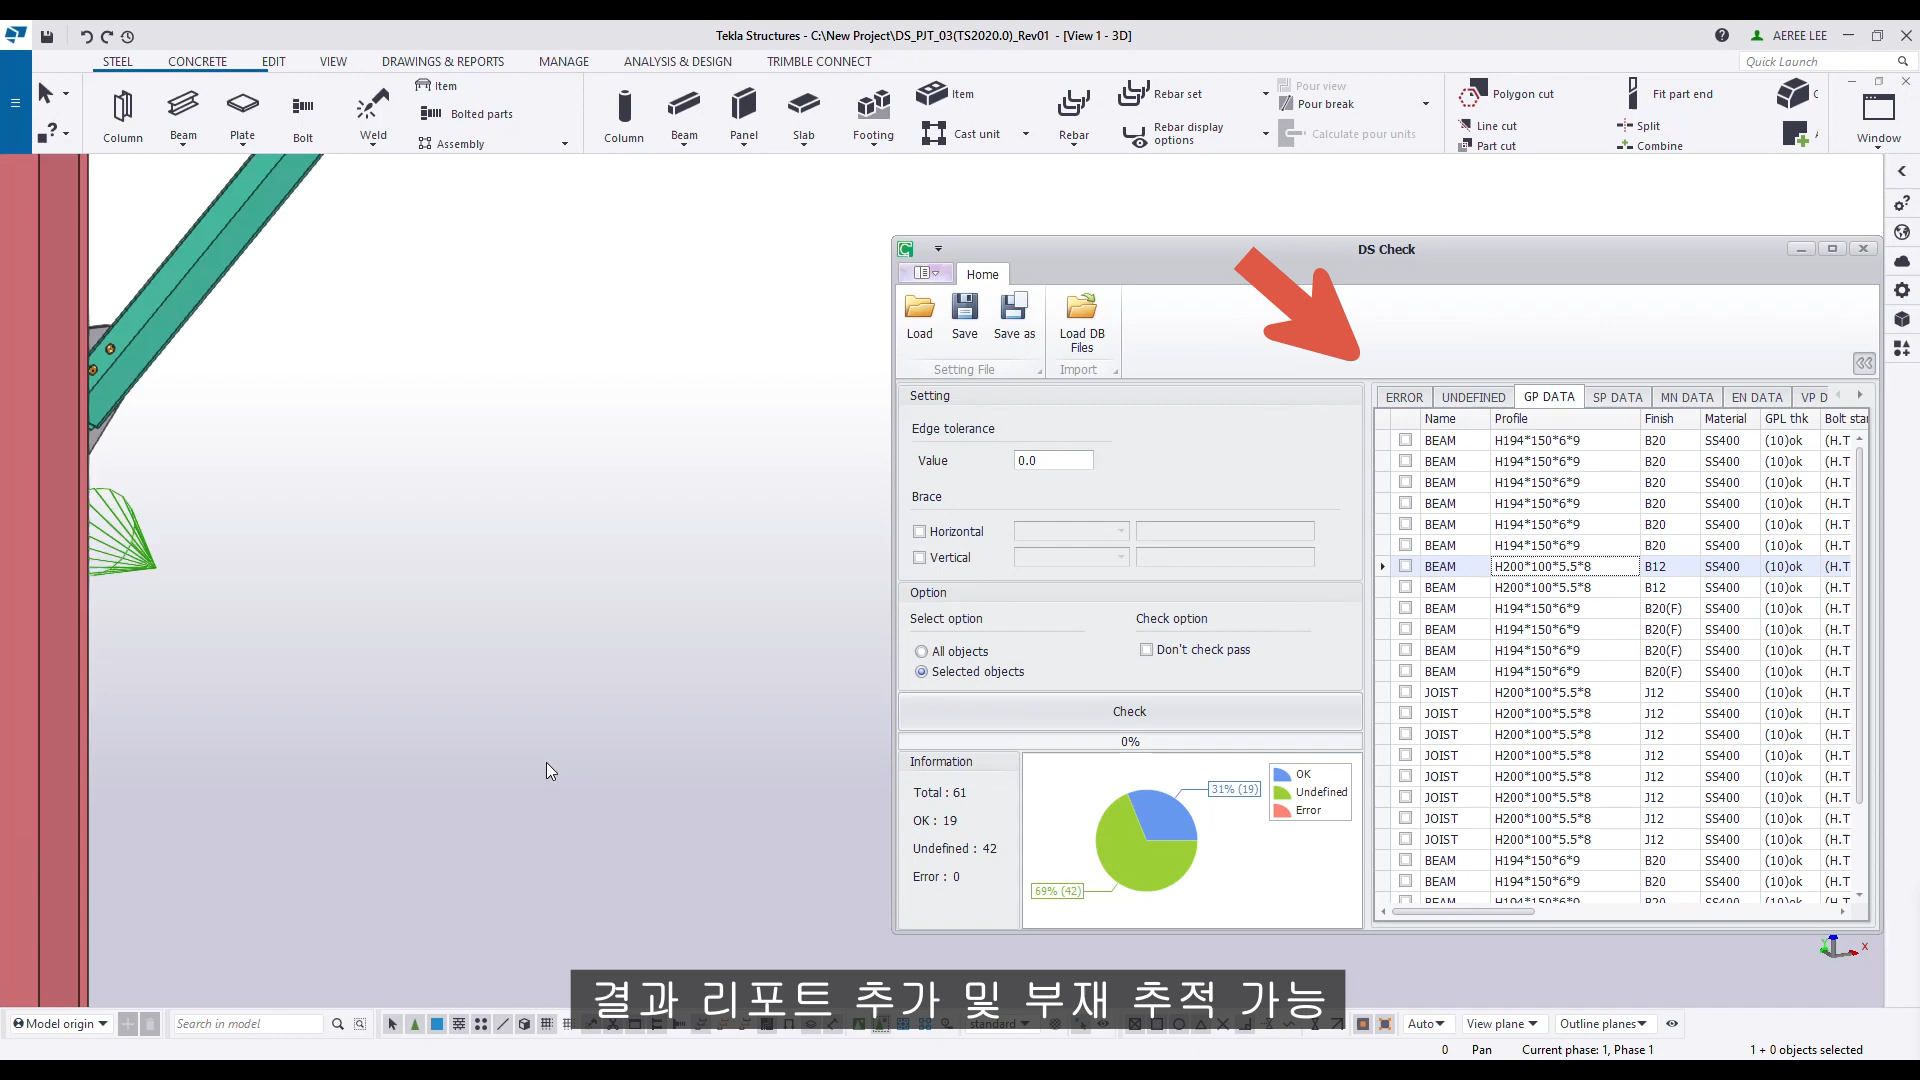 Tekla Structures - C:\New Project\DS_PJT_03(TS2020.0)_Rev01 - [View 1 - 3D]
AEREE LEE
STEEL CONCRETE EDIT VIEW DRAWINGS & REPORTS MANAGE ANALYSIS & DESIGN TRIMBLE CONNECT
Quick Launch
Column Beam Plate Bolt Weld
Item
Bolted parts
Assembly
Column Beam Panel Slab Footing
Item
Cast unit
Rebar
Rebar set
Rebar display options
Pour view
Pour break
Calculate pour units
Polygon cut
Line cut
Part cut
Fit part end
Split
Combine
Window
DS Check
Home
Load Save Save as
Load DB Files
Setting File Import
Setting
Edge tolerance
Value 0.0
Brace
Horizontal
Vertical
Option
Select option Check option
All objects
Selected objects
Don't check pass
Check
0%
Information
Total : 61
OK : 19
Undefined : 42
Error : 0
31% (19)
69% (42)
OK
Undefined
Error
ERROR UNDEFINED GP DATA SP DATA MN DATA EN DATA VP D
Name Profile Finish Material GPL thk Bolt star
BEAM H194*150*6*9 B20 SS400 (10)ok (H.T
BEAM H194*150*6*9 B20 SS400 (10)ok (H.T
BEAM H194*150*6*9 B20 SS400 (10)ok (H.T
BEAM H194*150*6*9 B20 SS400 (10)ok (H.T
BEAM H194*150*6*9 B20 SS400 (10)ok (H.T
BEAM H194*150*6*9 B20 SS400 (10)ok (H.T
BEAM H200*100*5.5*8 B12 SS400 (10)ok (H.T
BEAM H200*100*5.5*8 B12 SS400 (10)ok (H.T
BEAM H194*150*6*9 B20(F) SS400 (10)ok (H.T
BEAM H194*150*6*9 B20(F) SS400 (10)ok (H.T
BEAM H194*150*6*9 B20(F) SS400 (10)ok (H.T
BEAM H194*150*6*9 B20(F) SS400 (10)ok (H.T
JOIST H200*100*5.5*8 J12 SS400 (10)ok (H.T
JOIST H200*100*5.5*8 J12 SS400 (10)ok (H.T
JOIST H200*100*5.5*8 J12 SS400 (10)ok (H.T
JOIST H200*100*5.5*8 J12 SS400 (10)ok (H.T
JOIST H200*100*5.5*8 J12 SS400 (10)ok (H.T
JOIST H200*100*5.5*8 J12 SS400 (10)ok (H.T
JOIST H200*100*5.5*8 J12 SS400 (10)ok (H.T
JOIST H200*100*5.5*8 J12 SS400 (10)ok (H.T
BEAM H194*150*6*9 B20 SS400 (10)ok (H.T
BEAM H194*150*6*9 B20 SS400 (10)ok (H.T
X
결과 리포트 추가 및 부재 추적 가능
Model origin Search in model standard Auto View plane Outline planes
0 Pan Current phase: 1, Phase 1 1 + 0 objects selected